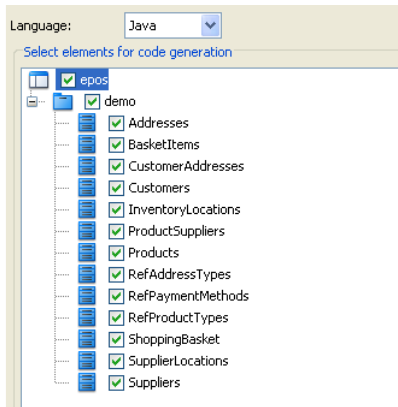 Language: Java
Select elements for code generation
epos
demo
Addresses
BasketItems
CustomerAddresses
Customers
InventoryLocations
ProductSuppliers
Products
RefAddressTypes
RefPaymentMethods
RefProductTypes
ShoppingBasket
SupplierLocations
Suppliers